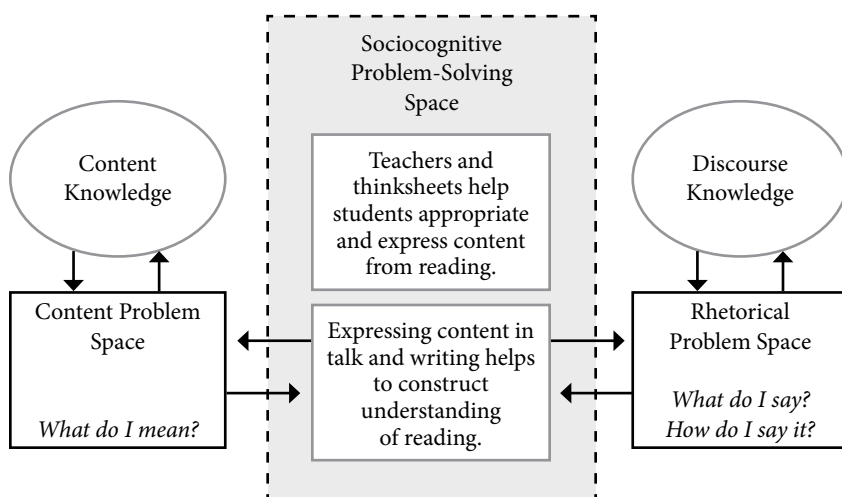 Sociocognitive
Problem-Solving
Space
Content
Knowledge
Teachers and
thinksheets help
students appropriate
and express content
from reading.
Discourse
Knowledge
Content Problem
Space
What do I mean?
Expressing content in
talk and writing helps
to construct
understanding
of reading.
Rhetorical
Problem Space
What do I say?
How do I say it?